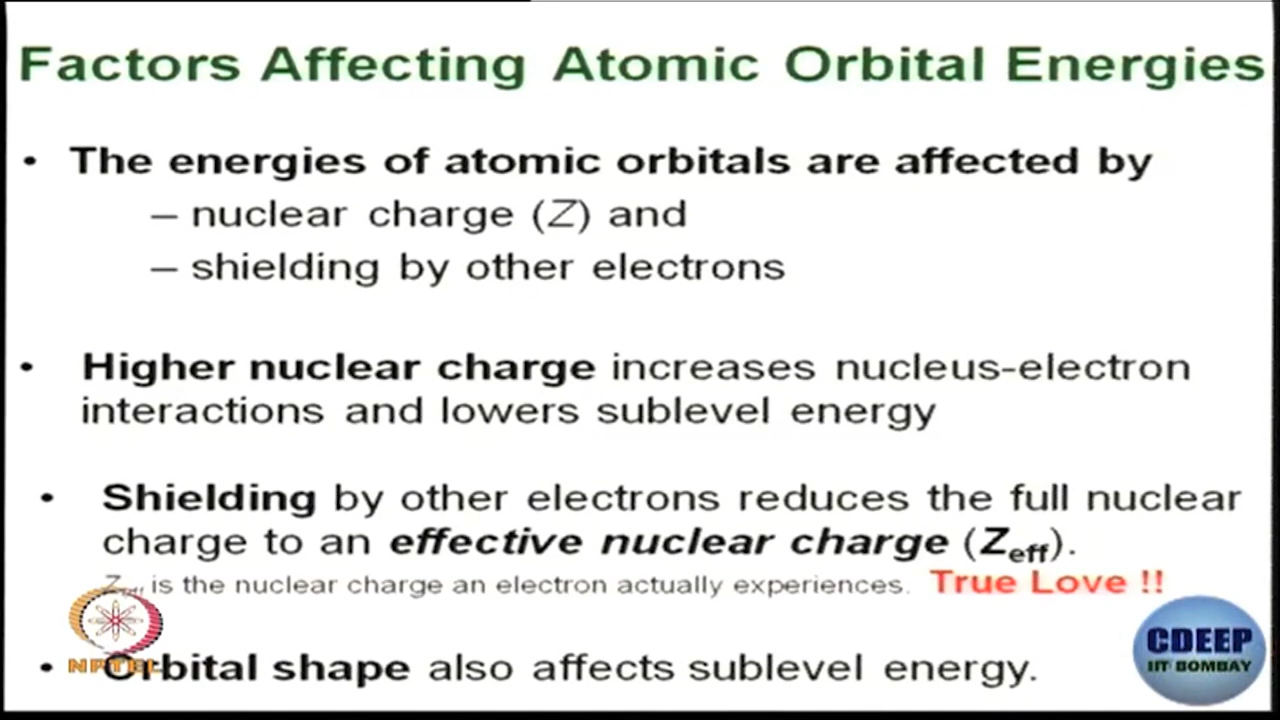 Factors Affecting Atomic Orbital Energies
• The energies of atomic orbitals are affected by
– nuclear charge (Z) and
– shielding by other electrons
• Higher nuclear charge increases nucleus-electron
interactions and lowers sublevel energy
• Shielding by other electrons reduces the full nuclear
charge to an effective nuclear charge (Zeff).
Zeff is the nuclear charge an electron actually experiences. True Love !!
• Orbital shape also affects sublevel energy.
NPTEL
CDEEP
IIT BOMBAY